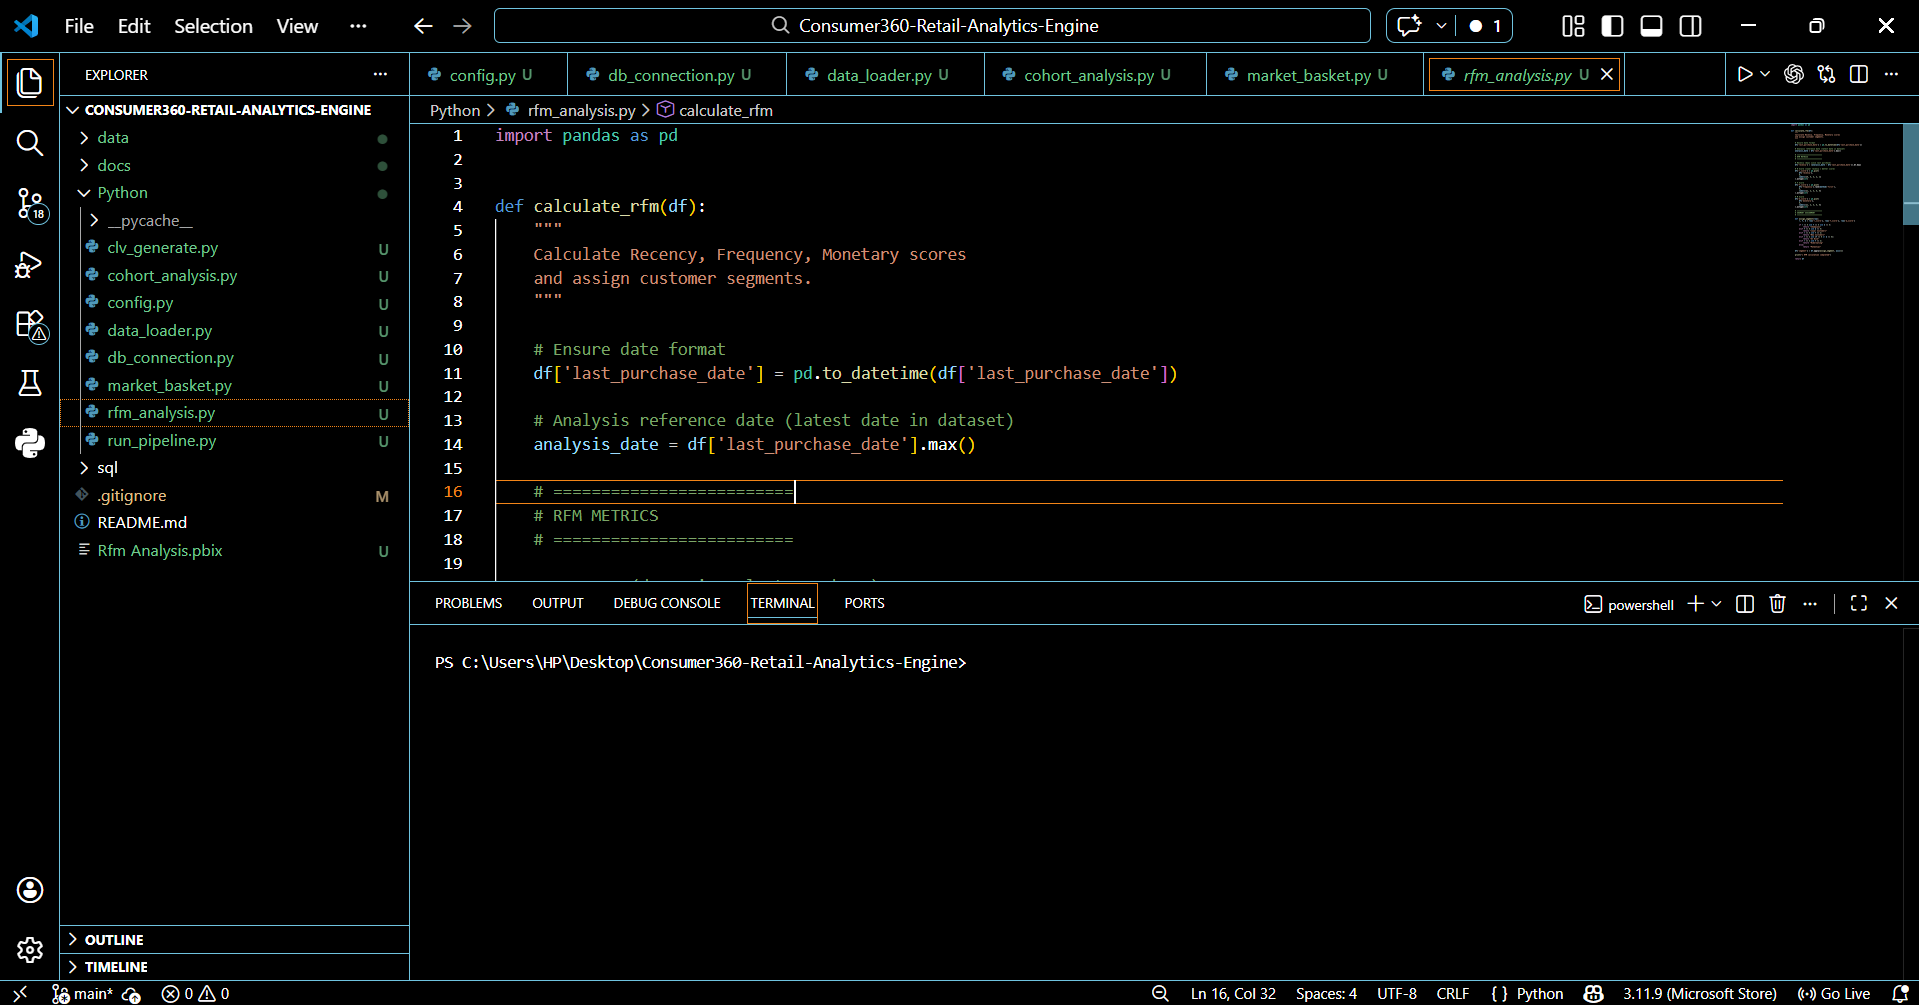 File Edit Selection View ··· Consumer360-Retail-Analytics-Engine 1
EXPLORER ···
CONSUMER360-RETAIL-ANALYTICS-ENGINE
data
docs
Python
__pycache__
clv_generate.py U
cohort_analysis.py U
config.py U
data_loader.py U
db_connection.py U
market_basket.py U
rfm_analysis.py U
run_pipeline.py U
sql
.gitignore M
README.md
Rfm Analysis.pbix U
OUTLINE
TIMELINE
18
config.py U db_connection.py U data_loader.py U cohort_analysis.py U market_basket.py U rfm_analysis.py U
Python > rfm_analysis.py > calculate_rfm
1 import pandas as pd
2
3
4 def calculate_rfm(df):
5 """
6 Calculate Recency, Frequency, Monetary scores
7 and assign customer segments.
8 """
9
10 # Ensure date format
11 df['last_purchase_date'] = pd.to_datetime(df['last_purchase_date'])
12
13 # Analysis reference date (latest date in dataset)
14 analysis_date = df['last_purchase_date'].max()
15
16 # =========================
17 # RFM METRICS
18 # =========================
19
PROBLEMS OUTPUT DEBUG CONSOLE TERMINAL PORTS powershell
PS C:\Users\HP\Desktop\Consumer360-Retail-Analytics-Engine>
main* 0 0 Ln 16, Col 32 Spaces: 4 UTF-8 CRLF { } Python 3.11.9 (Microsoft Store) Go Live